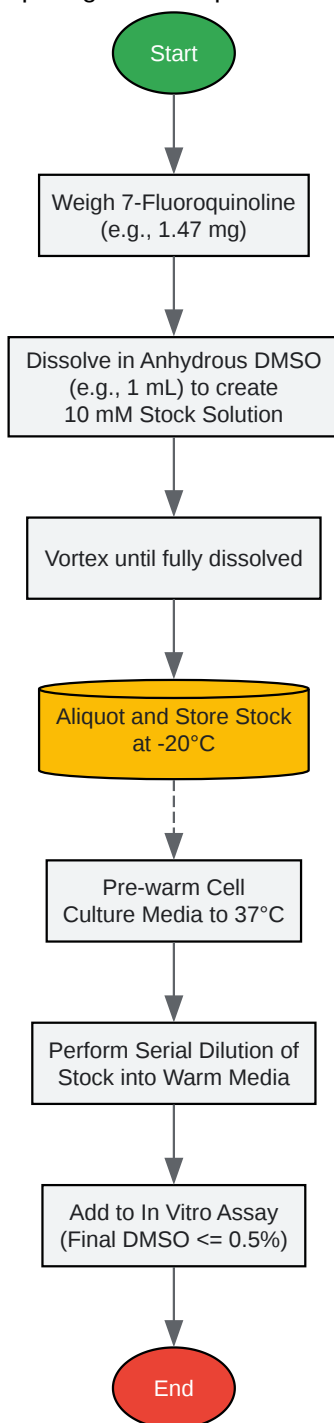 Start
Weigh 7-Fluoroquinoline
(e.g., 1.47 mg)
Dissolve in Anhydrous DMSO
(e.g., 1 mL) to create
10 mM Stock Solution
Vortex until fully dissolved
Aliquot and Store Stock
at -20°C
Pre-warm Cell
Culture Media to 37°C
Perform Serial Dilution of
Stock into Warm Media
Add to In Vitro Assay
(Final DMSO <= 0.5%)
End